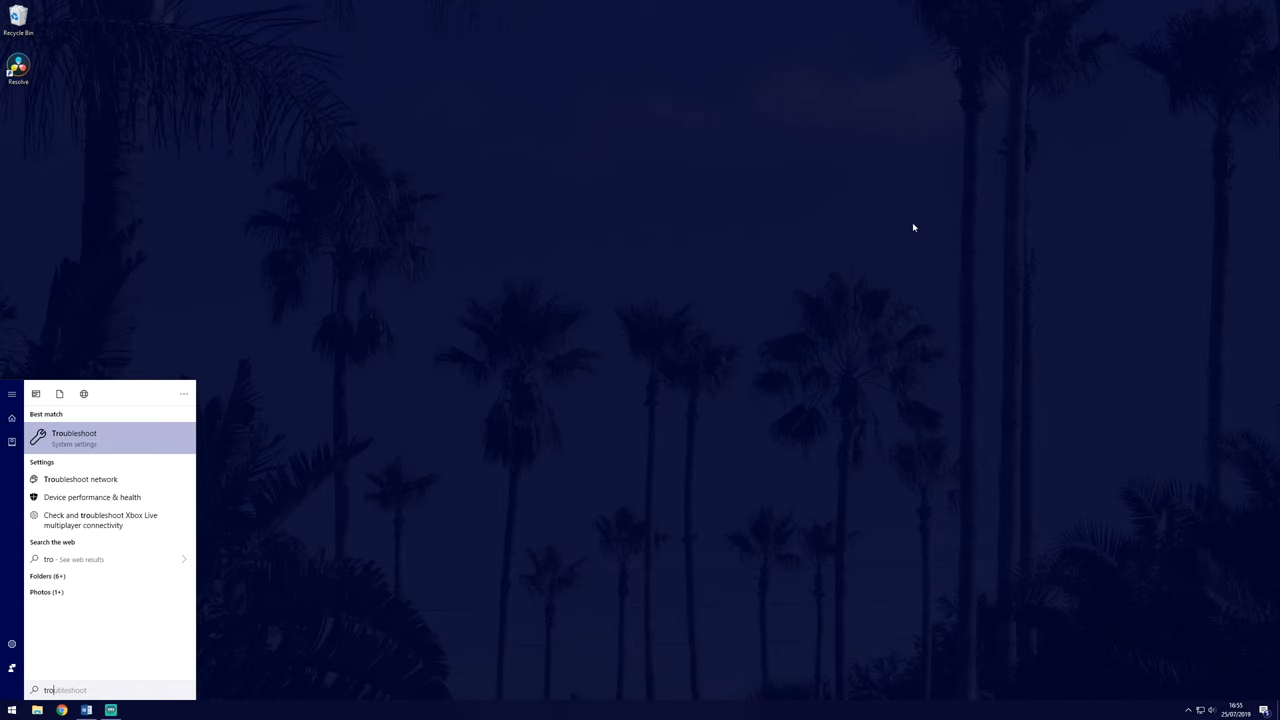 Recycle Bin
Resolve
Best match
Troubleshoot
System settings
Settings
Troubleshoot network
Device performance & health
Check and troubleshoot Xbox Live
multiplayer connectivity
Search the web
tro - See web results
Folders (6+)
Photos (1+)
troubleshoot
16:55
25/07/2019